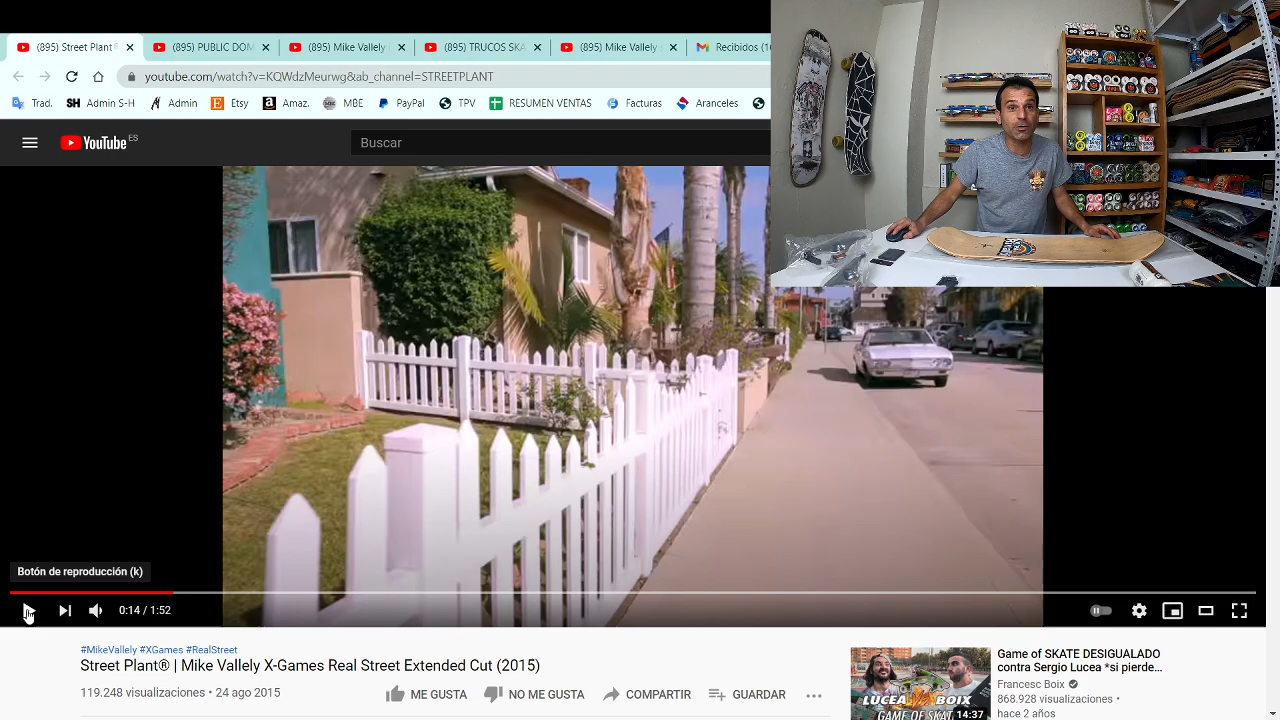 (895) Street Plant®
(895) PUBLIC DOM
(895) Mike Vallely
(895) TRUCOS SKA
(895) Mike Vallely
Recibidos (16
youtube.com/watch?v=KQWdzMeurwg&ab_channel=STREETPLANT
Trad.
SH Admin S-H
Admin
Etsy
Amaz.
MBE
PayPal
TPV
RESUMEN VENTAS
Facturas
Aranceles
YouTube ES
Buscar
Botón de reproducción (k)
0:14 / 1:52
#MikeVallely #XGames #RealStreet
Street Plant® | Mike Vallely X-Games Real Street Extended Cut (2015)
119.248 visualizaciones • 24 ago 2015
ME GUSTA
NO ME GUSTA
COMPARTIR
GUARDAR
LUCEA BOIX
GAME OF SKAT
14:37
Game of SKATE DESIGUALADO
contra Sergio Lucea *si pierde...
Francesc Boix
868.928 visualizaciones •
hace 2 años